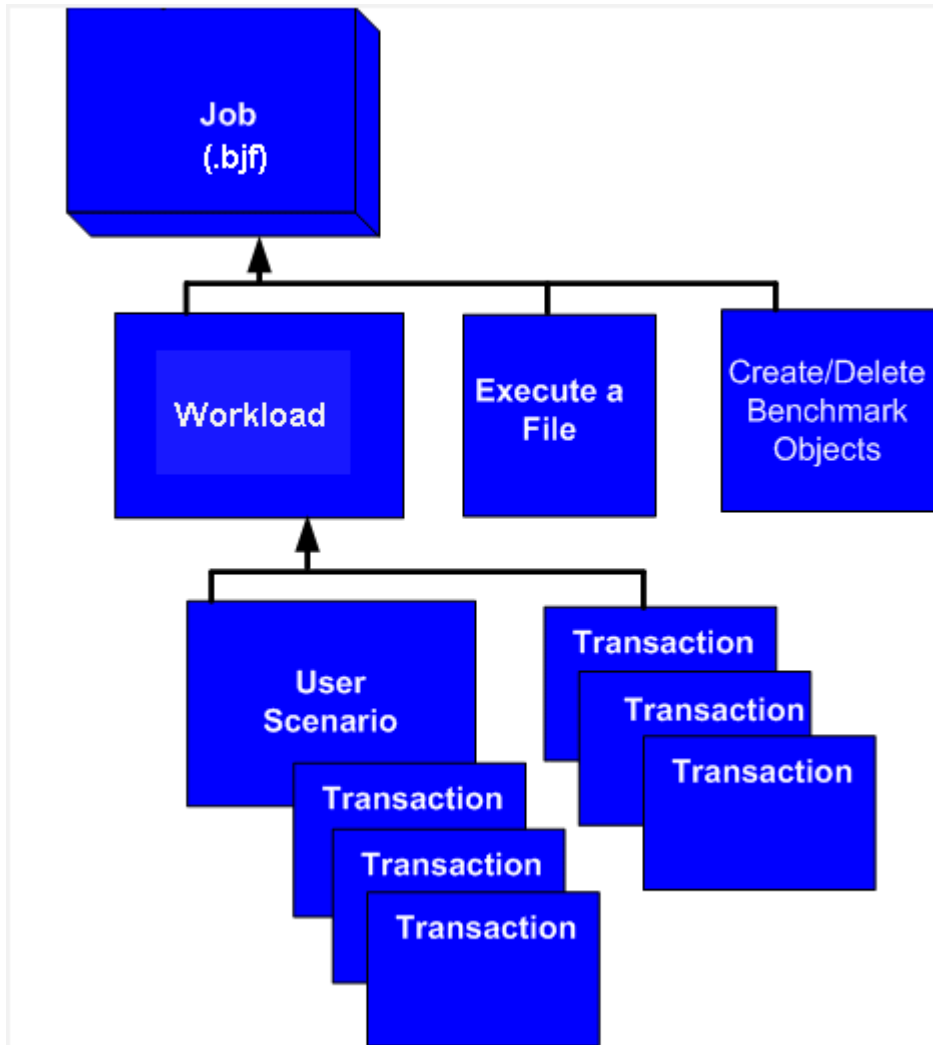 Job
(.bjf)
Workload
Execute a
File
Create/Delete
Benchmark
Objects
User
Scenario
Transaction
Transaction
Transaction
Transaction
Transaction
Transaction